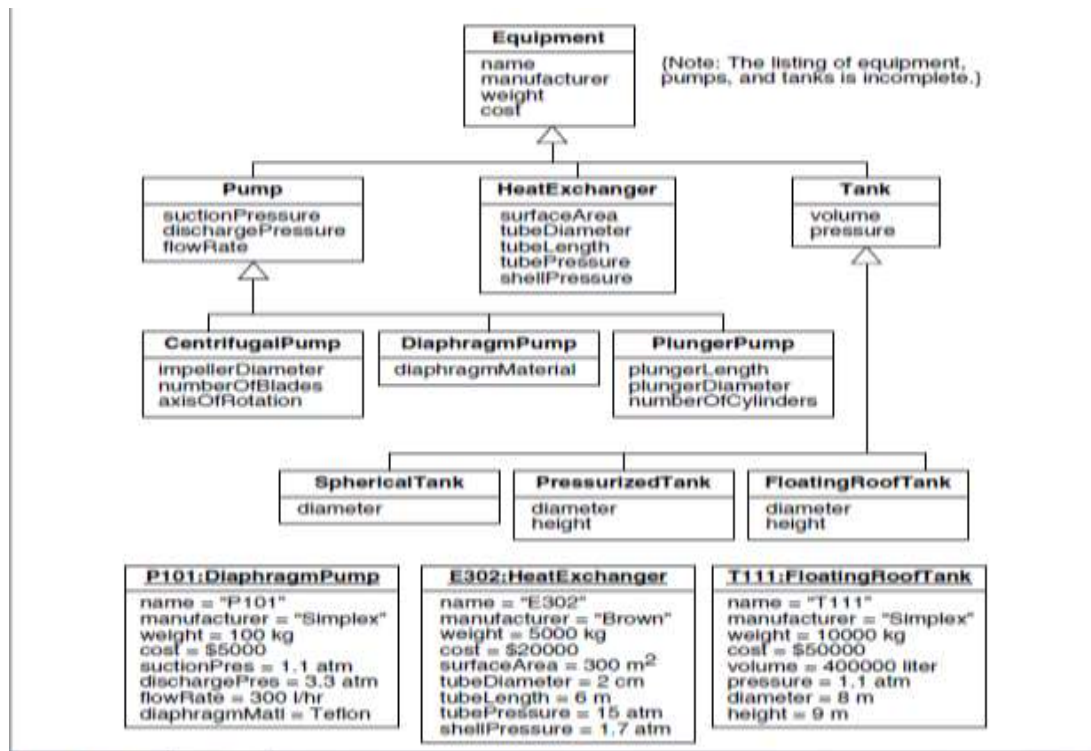 Equipment
name
manufacturer
weight
cost
{Note: The listing of equipment,
pumps, and tanks is incomplete.}
Pump
suctionPressure
dischargePressure
flowRate
HeatExchanger
surfaceArea
tubeDiameter
tubeLength
tubePressure
shellPressure
Tank
volume
pressure
CentrifugalPump
impellerDiameter
numberOfBlades
axisOfRotation
DiaphragmPump
diaphragmMaterial
PlungerPump
plungerLength
plungerDiameter
numberOfCylinders
SphericalTank
diameter
PressurizedTank
diameter
height
FloatingRoofTank
diameter
height
P101:DiaphragmPump
name = "P101"
manufacturer = "Simplex"
weight = 100 kg
cost = $5000
suctionPres = 1.1 atm
dischargePres = 3.3 atm
flowRate = 300 l/hr
diaphragmMatl = Teflon
E302:HeatExchanger
name = "E302"
manufacturer = "Brown"
weight = 5000 kg
cost = $20000
surfaceArea = 300 m²
tubeDiameter = 2 cm
tubeLength = 6 m
tubePressure = 15 atm
shellPressure = 1.7 atm
T111:FloatingRoofTank
name = "T111"
manufacturer = "Simplex"
weight = 10000 kg
cost = $50000
volume = 400000 liter
pressure = 1.1 atm
diameter = 8 m
height = 9 m